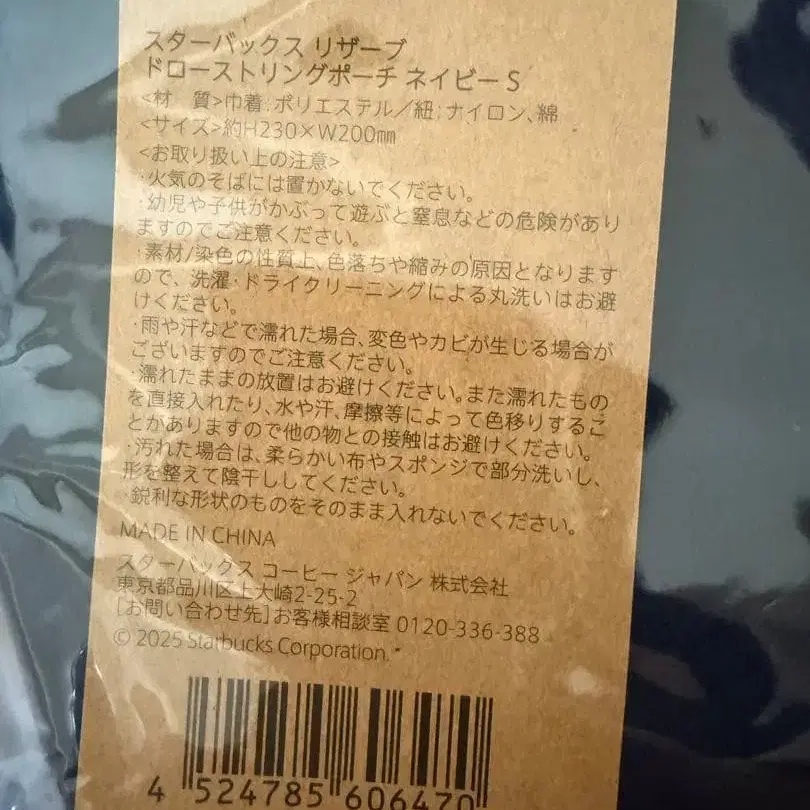 スターバックス リザーブ
ドローストリングポーチ ネイビー S
<材　質>巾着:ポリエステル/紐:ナイロン、綿
<サイズ>約H230×W200㎜
<お取り扱い上の注意>
･火気のそばには置かないでください。
･幼児や子供がかぶって遊ぶと窒息などの危険があり
ますのでご注意ください。
･素材/染色の性質上、色落ちや縮みの原因となります
ので、洗濯･ドライクリーニングによる丸洗いはお避
けください。
･雨や汗などで濡れた場合、変色やカビが生じる場合が
ございますのでご注意ください。
･濡れたままの放置はお避けください。また濡れたもの
を直接入れたり、水や汗、摩擦等によって色移りするこ
とがありますので他の物との接触はお避けください。
･汚れた場合は、柔らかい布やスポンジで部分洗いし、
形を整えて陰干ししてください。
･鋭利な形状のものをそのまま入れないでください。
MADE IN CHINA
スターバックス コーヒー ジャパン 株式会社
東京都品川区上大崎2-25-2
[お問い合わせ先]お客様相談室 0120-336-388
© 2025 Starbucks Corporation.
4 524785 606470